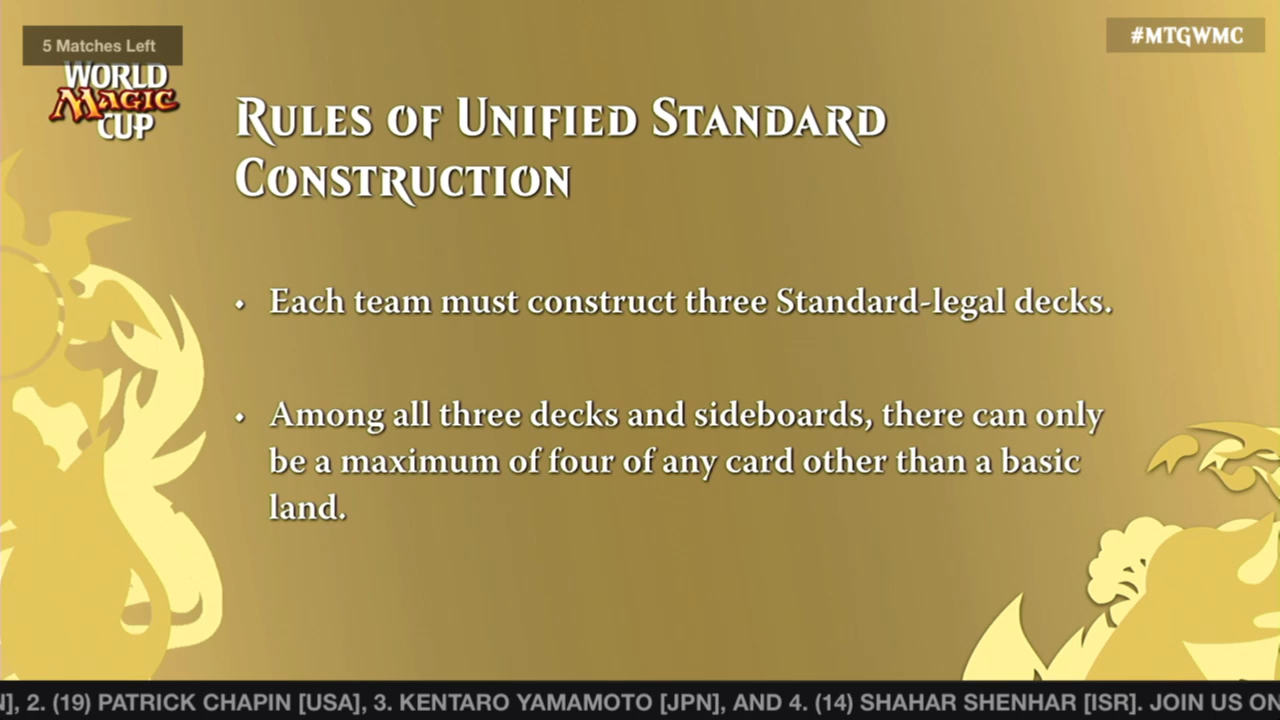 5 Matches Left
#MTGWMC
WORLD
MAGIC
CUP
RULES OF UNIFIED STANDARD
CONSTRUCTION
• Each team must construct three Standard-legal decks.
• Among all three decks and sideboards, there can only
be a maximum of four of any card other than a basic
land.
N], 2. (19) PATRICK CHAPIN [USA], 3. KENTARO YAMAMOTO [JPN], AND 4. (14) SHAHAR SHENHAR [ISR]. JOIN US ON